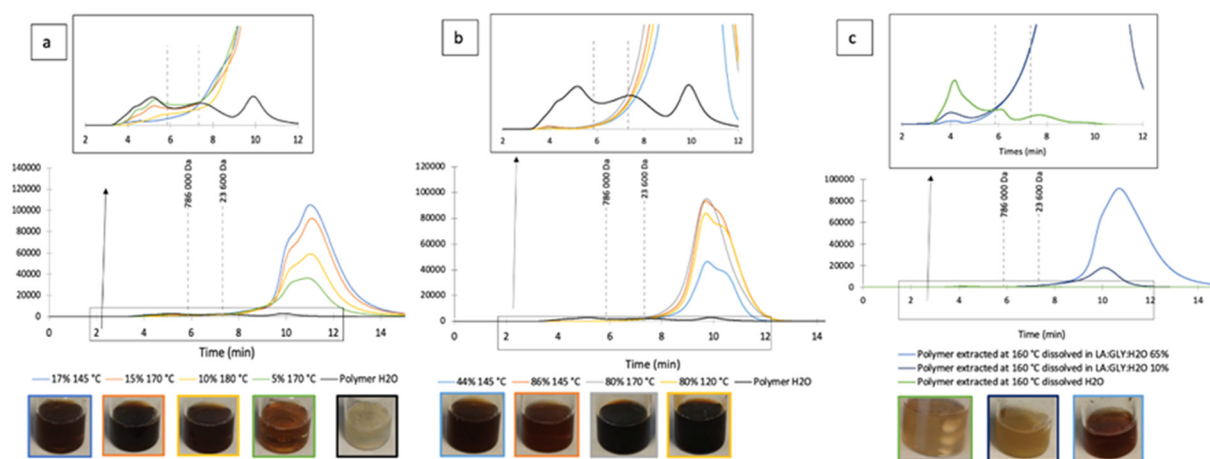 a
2 4 6 8 10 12
140000
120000
100000
80000
60000
40000
20000
0
786 000 Da
23 600 Da
2 4 6 8 10 12 14
Time (min)
17% 145 °C 15% 170 °C 10% 180 °C 5% 170 °C Polymer H2O
b
2 4 6 8 10 12
120000
100000
80000
60000
40000
20000
0
786 000 Da
23 600 Da
2 4 6 8 10 12 14
Time (min)
44% 145 °C 86% 145 °C 80% 170 °C 80% 120 °C
c
2 4 6 8 10 12
Times (min)
120000
100000
80000
60000
40000
20000
0
786 000 Da
23 600 Da
0 2 4 6 8 10 12 14
Time (min)
Polymer extracted at 160 °C dissolved in LA:GLY:H2O 65%
Polymer extracted at 160 °C dissolved in LA:GLY:H2O 10%
Polymer extracted at 160 °C dissolved H2O